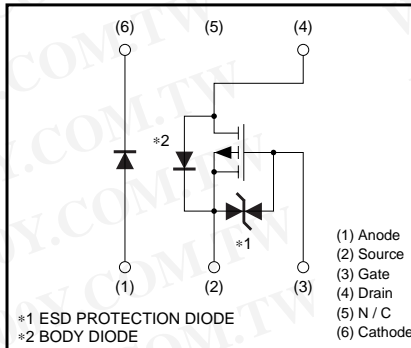 (6) (5) (4)
*2
*1
(1) (2) (3)
(1) Anode
(2) Source
(3) Gate
(4) Drain
(5) N / C
(6) Cathode
*1 ESD PROTECTION DIODE
*2 BODY DIODE